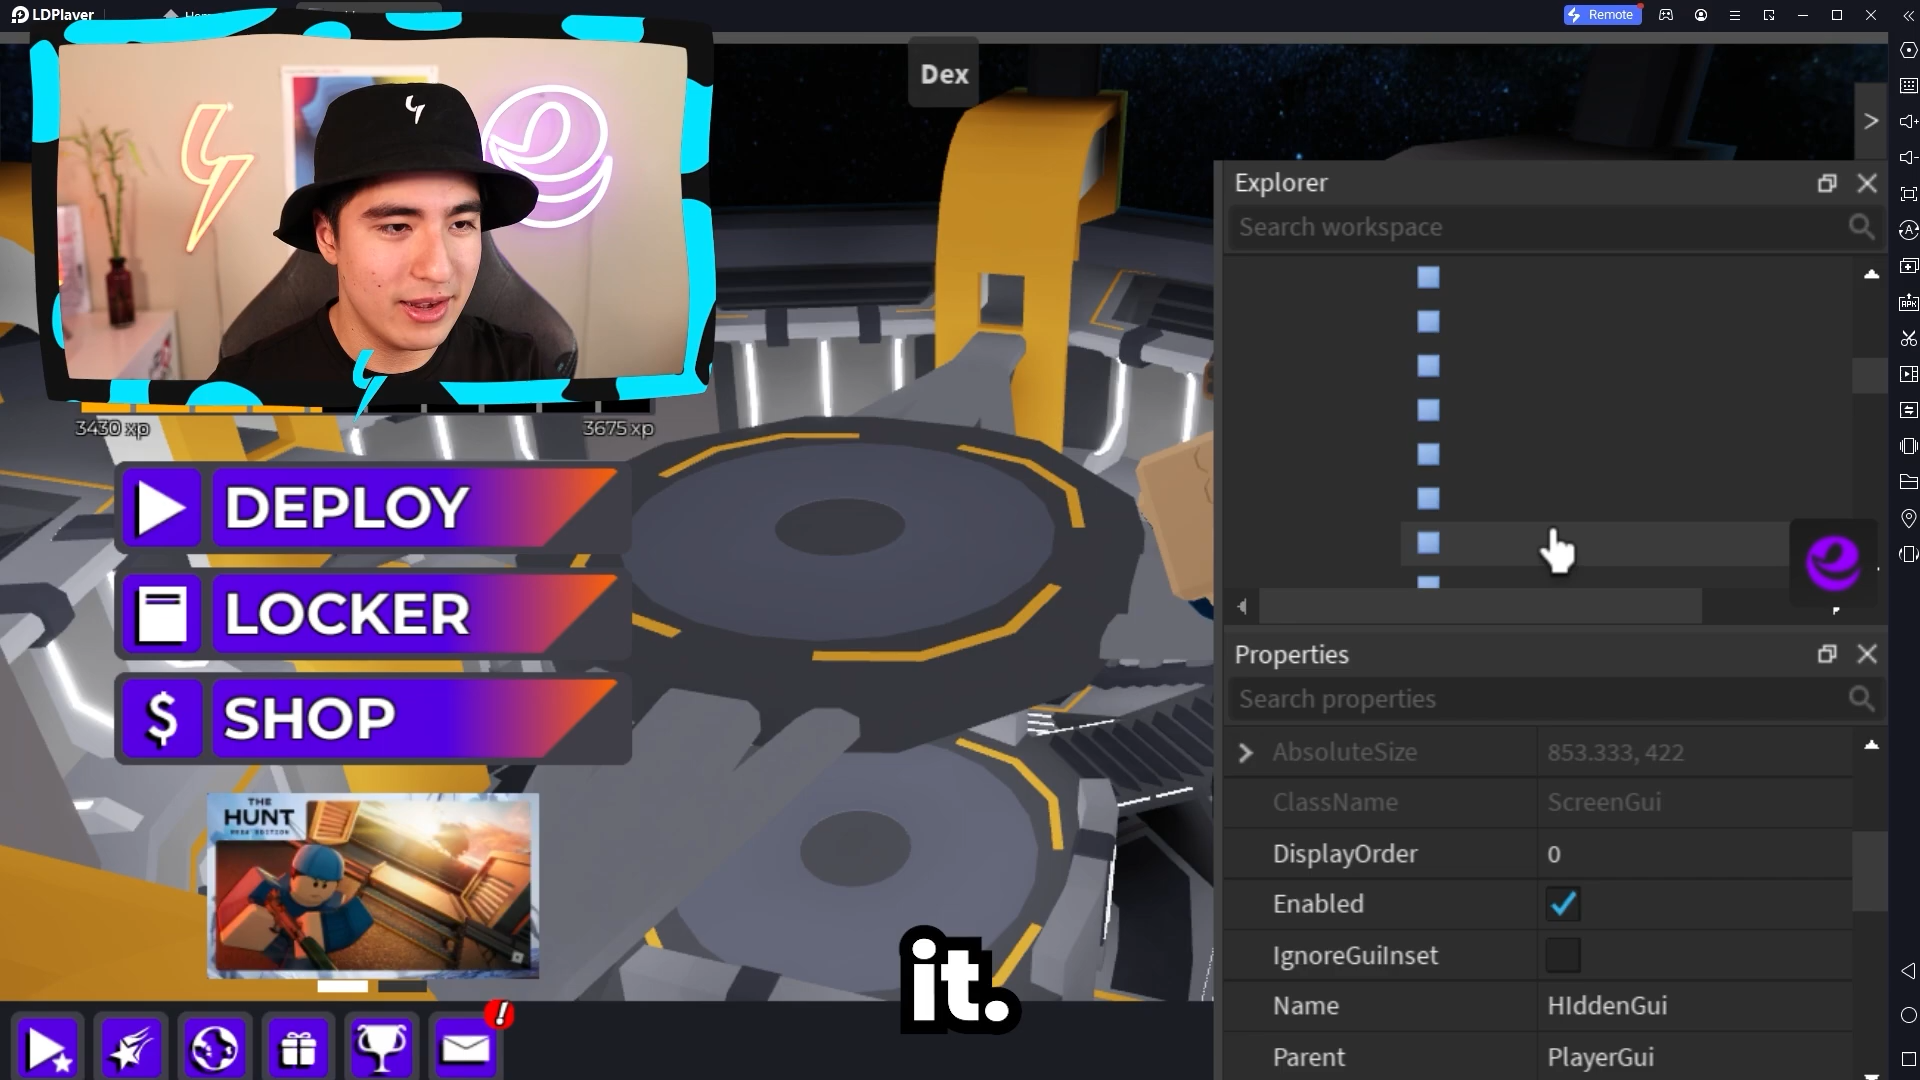 LDPlayer
Remote
Dex
>
Explorer
Search workspace
3430 xp
3675 xp
DEPLOY
LOCKER
$ SHOP
THE
HUNT
Properties
Search properties
AbsoluteSize 853.333, 422
ClassName ScreenGui
DisplayOrder 0
Enabled
IgnoreGuiInset
Name HIddenGui
Parent PlayerGui
it.
!